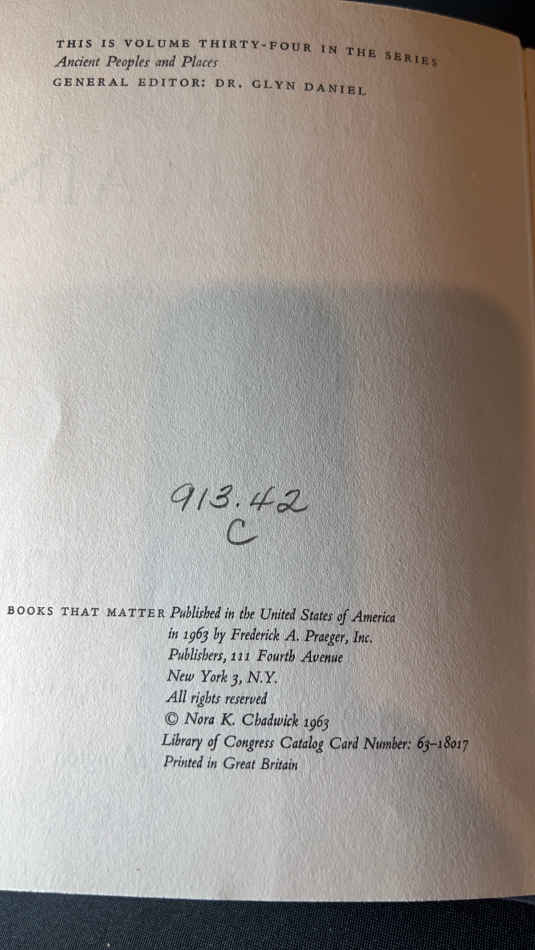 THIS IS VOLUME THIRTY-FOUR IN THE SERIES
Ancient Peoples and Places
GENERAL EDITOR: DR. GLYN DANIEL
913.42
C
BOOKS THAT MATTER Published in the United States of America
in 1963 by Frederick A. Praeger, Inc.
Publishers, 111 Fourth Avenue
New York 3, N.Y.
All rights reserved
© Nora K. Chadwick 1963
Library of Congress Catalog Card Number: 63–18017
Printed in Great Britain